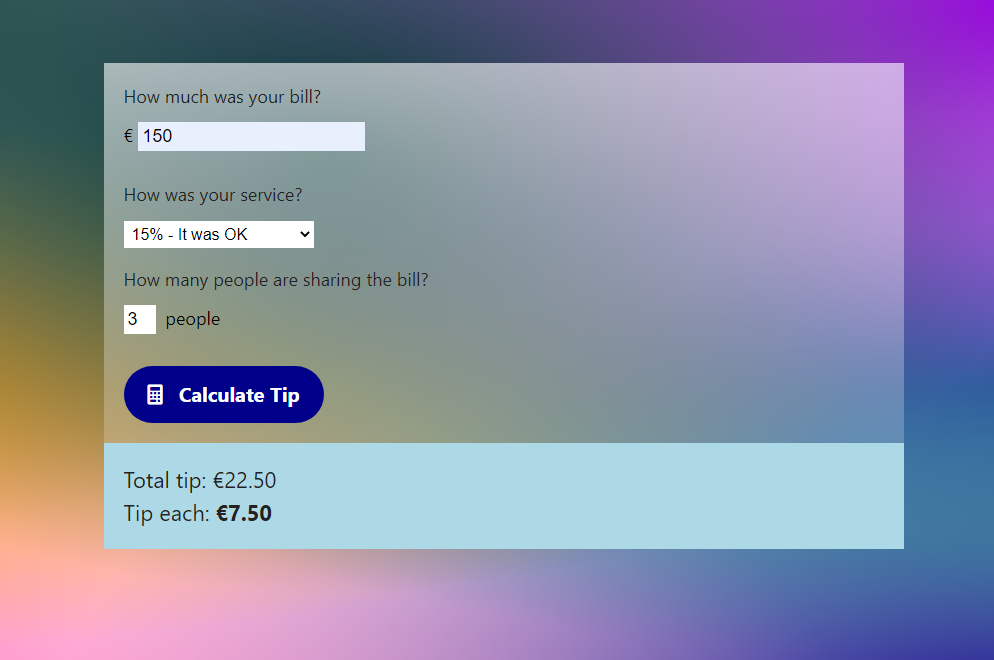 How much was your bill?
€ 150
How was your service?
15% - It was OK
How many people are sharing the bill?
3 people
Calculate Tip
Total tip: €22.50
Tip each: €7.50